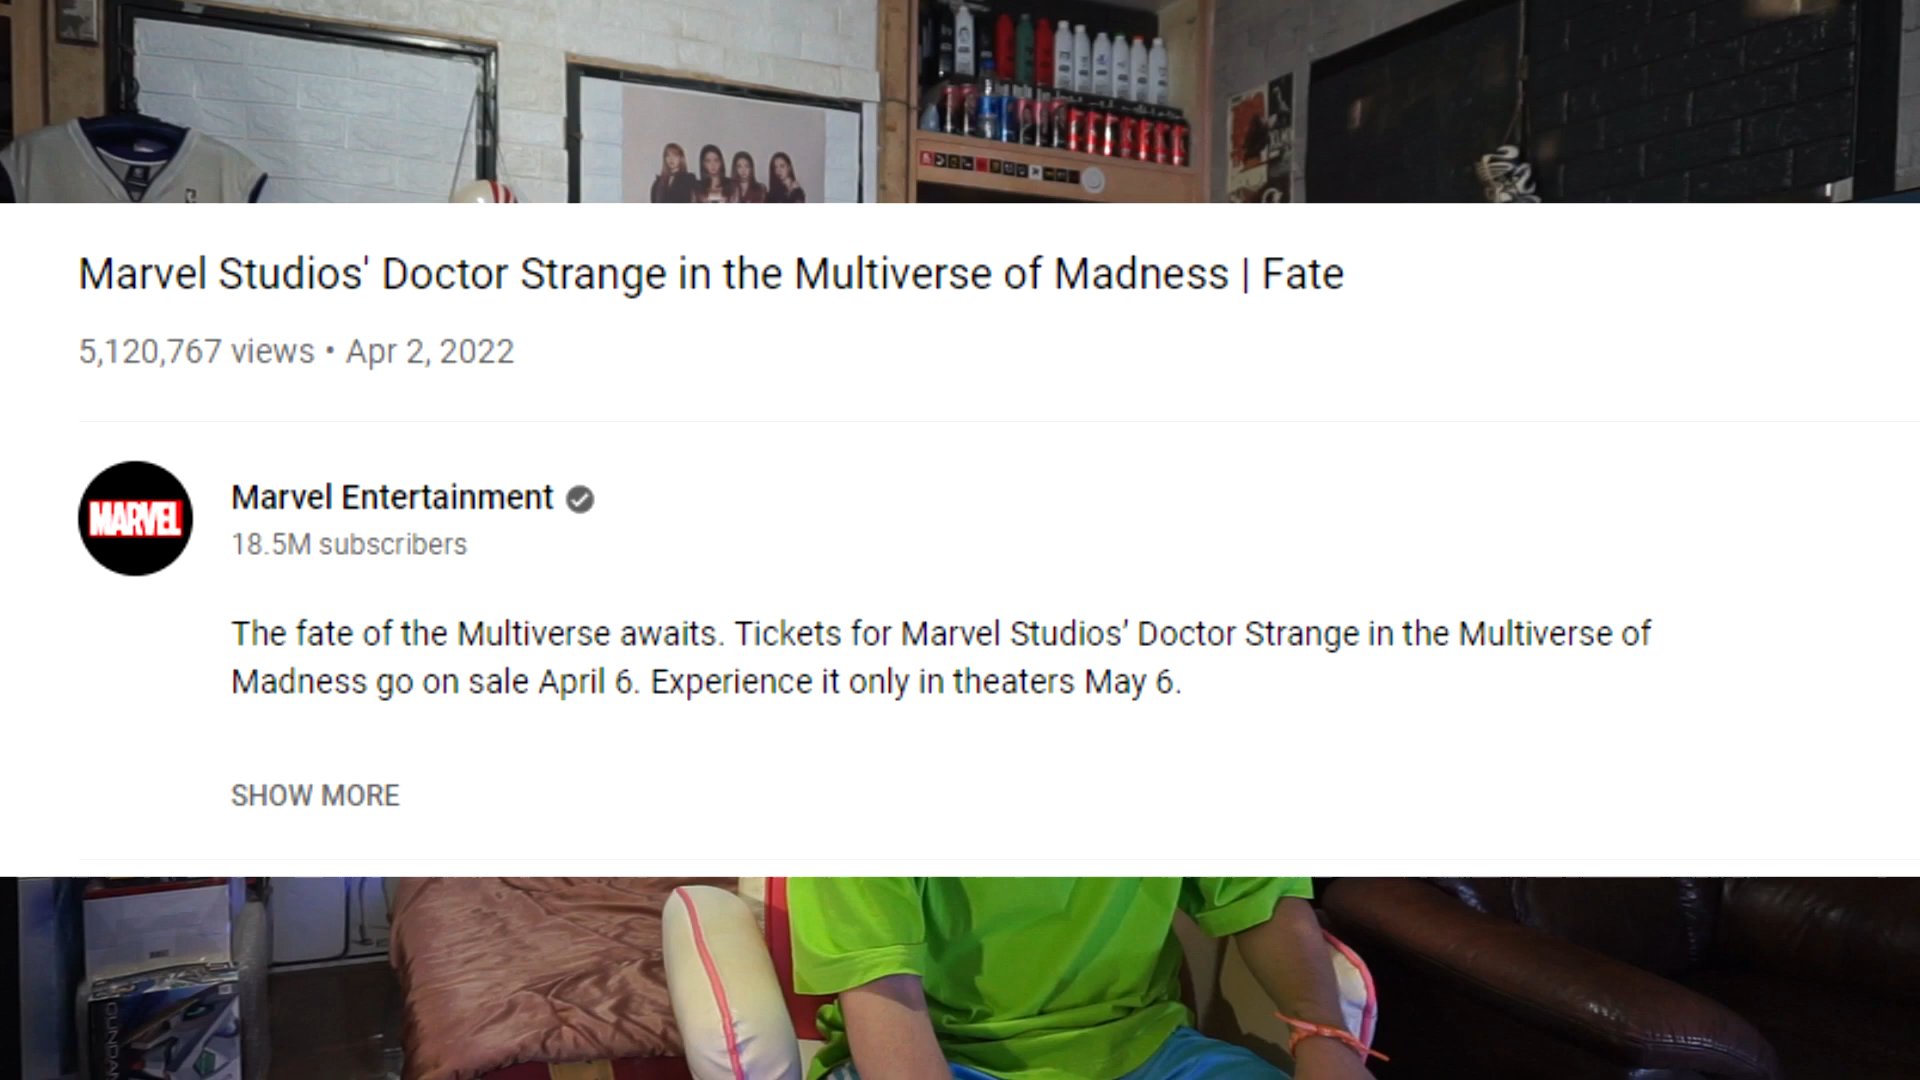 Marvel Studios' Doctor Strange in the Multiverse of Madness | Fate
5,120,767 views • Apr 2, 2022
MARVEL
Marvel Entertainment
18.5M subscribers
The fate of the Multiverse awaits. Tickets for Marvel Studios’ Doctor Strange in the Multiverse of
Madness go on sale April 6. Experience it only in theaters May 6.
SHOW MORE